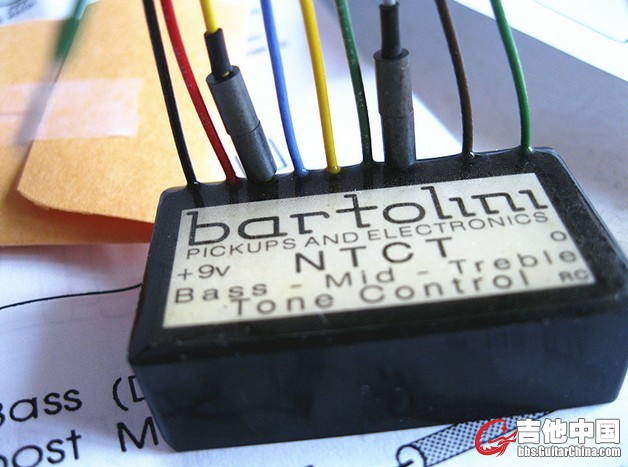 bartolini
PICKUPS AND ELECTRONICS
+9v NTCT O
Bass - Mid - Treble
Tone Control RC
Bass (
ost M
吉他中国
bbs.GuitarChina.com